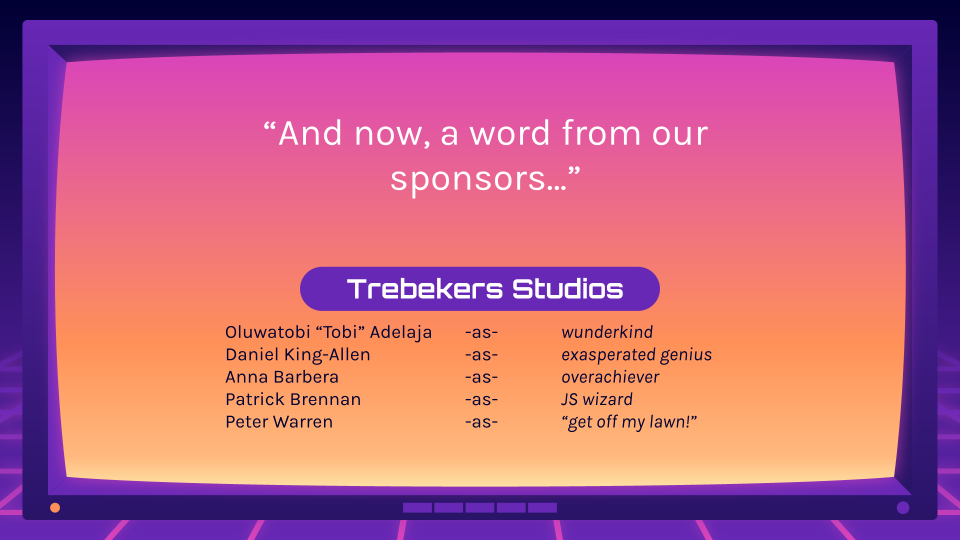 “And now, a word from our
sponsors...”
Trebekers Studios
Oluwatobi “Tobi” Adelaja -as- wunderkind
Daniel King-Allen -as- exasperated genius
Anna Barbera -as- overachiever
Patrick Brennan -as- JS wizard
Peter Warren -as- “get off my lawn!”